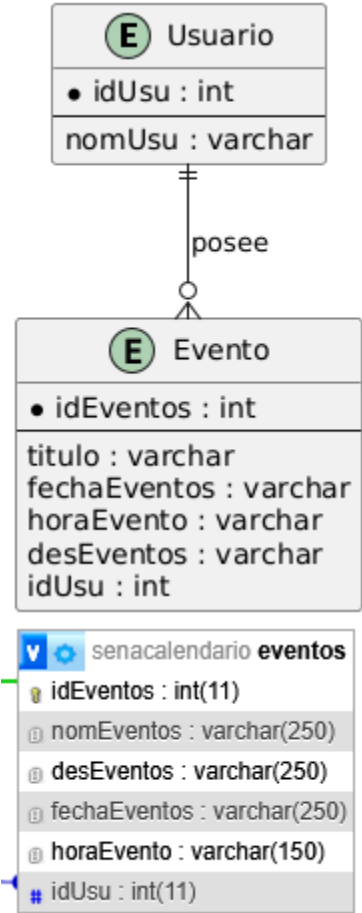 E Usuario
idUsu : int
nomUsu : varchar
posee
E Evento
idEventos : int
titulo : varchar
fechaEventos : varchar
horaEvento : varchar
desEventos : varchar
idUsu : int
v senacalendario eventos
idEventos : int(11)
nomEventos : varchar(250)
desEventos : varchar(250)
fechaEventos : varchar(250)
horaEvento : varchar(150)
# idUsu : int(11)